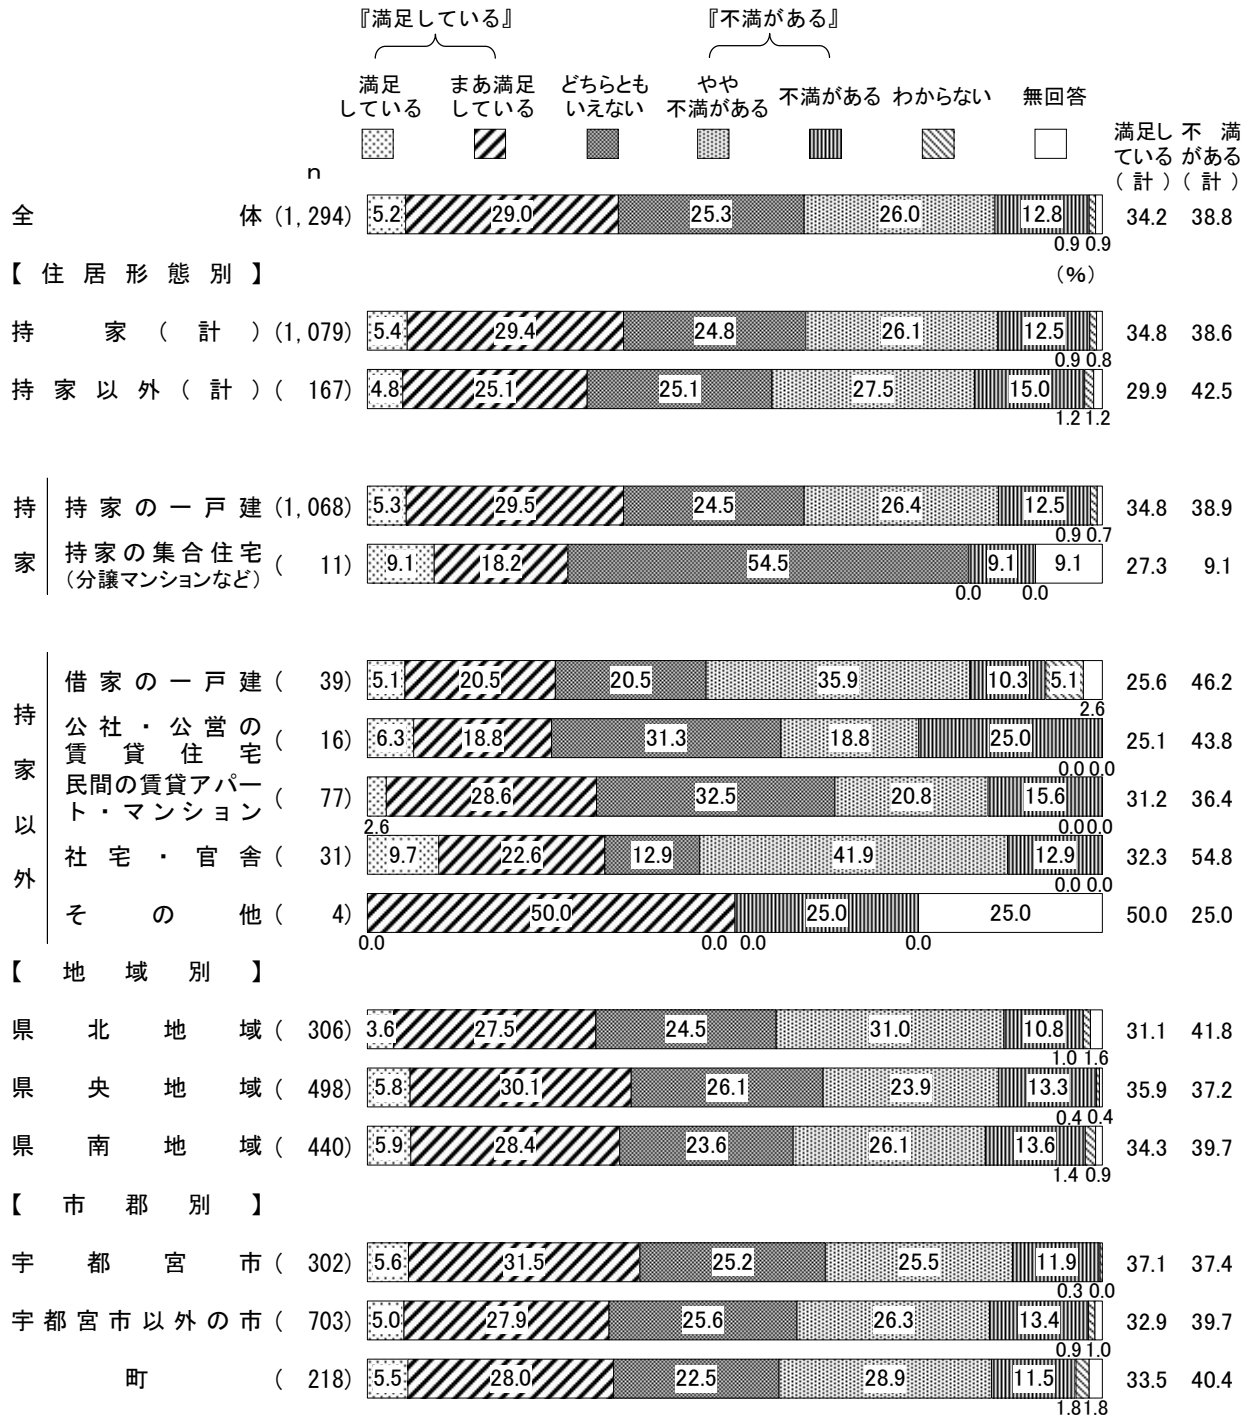 『満足している』 『不満がある』
満足 まあ満足 どちらとも やや 不満がある わからない 無回答
している している いえない 不満がある
満足し 不 満
ている がある
n (計) (計)
全体 (1,294) 5.2 29.0 25.3 26.0 12.8 34.2 38.8
0.9 0.9
【住居形態別】 (%)
持家(計) (1,079) 5.4 29.4 24.8 26.1 12.5 34.8 38.6
0.9 0.8
持家以外(計) (167) 4.8 25.1 25.1 27.5 15.0 29.9 42.5
1.2 1.2
持家
持家の一戸建 (1,068) 5.3 29.5 24.5 26.4 12.5 34.8 38.9
0.9 0.7
持家の集合住宅
(分譲マンションなど) (11) 9.1 18.2 54.5 9.1 9.1 27.3 9.1
0.0 0.0
持家以外
借家の一戸建 (39) 5.1 20.5 20.5 35.9 10.3 5.1 25.6 46.2
2.6
公社・公営の
賃貸住宅 (16) 6.3 18.8 31.3 18.8 25.0 25.1 43.8
0.0 0.0
民間の賃貸アパー
ト・マンション (77) 28.6 32.5 20.8 15.6 31.2 36.4
2.6 0.0 0.0
社宅・官舎 (31) 9.7 22.6 12.9 41.9 12.9 32.3 54.8
0.0 0.0
その他 (4) 50.0 25.0 25.0 50.0 25.0
0.0 0.0 0.0 0.0
【地域別】
県北地域 (306) 3.6 27.5 24.5 31.0 10.8 31.1 41.8
1.0 1.6
県央地域 (498) 5.8 30.1 26.1 23.9 13.3 35.9 37.2
0.4 0.4
県南地域 (440) 5.9 28.4 23.6 26.1 13.6 34.3 39.7
1.4 0.9
【市郡別】
宇都宮市 (302) 5.6 31.5 25.2 25.5 11.9 37.1 37.4
0.3 0.0
宇都宮市以外の市 (703) 5.0 27.9 25.6 26.3 13.4 32.9 39.7
0.9 1.0
町 (218) 5.5 28.0 22.5 28.9 11.5 33.5 40.4
1.8 1.8